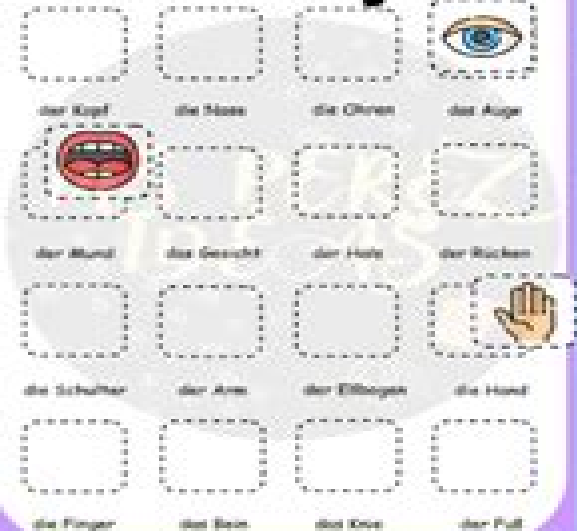 der Kopf die Nase die Ohren das Auge
der Mund das Gesicht der Hals der Rücken
die Schulter der Arm der Ellbogen die Hand
die Finger das Bein das Knie der Fuß